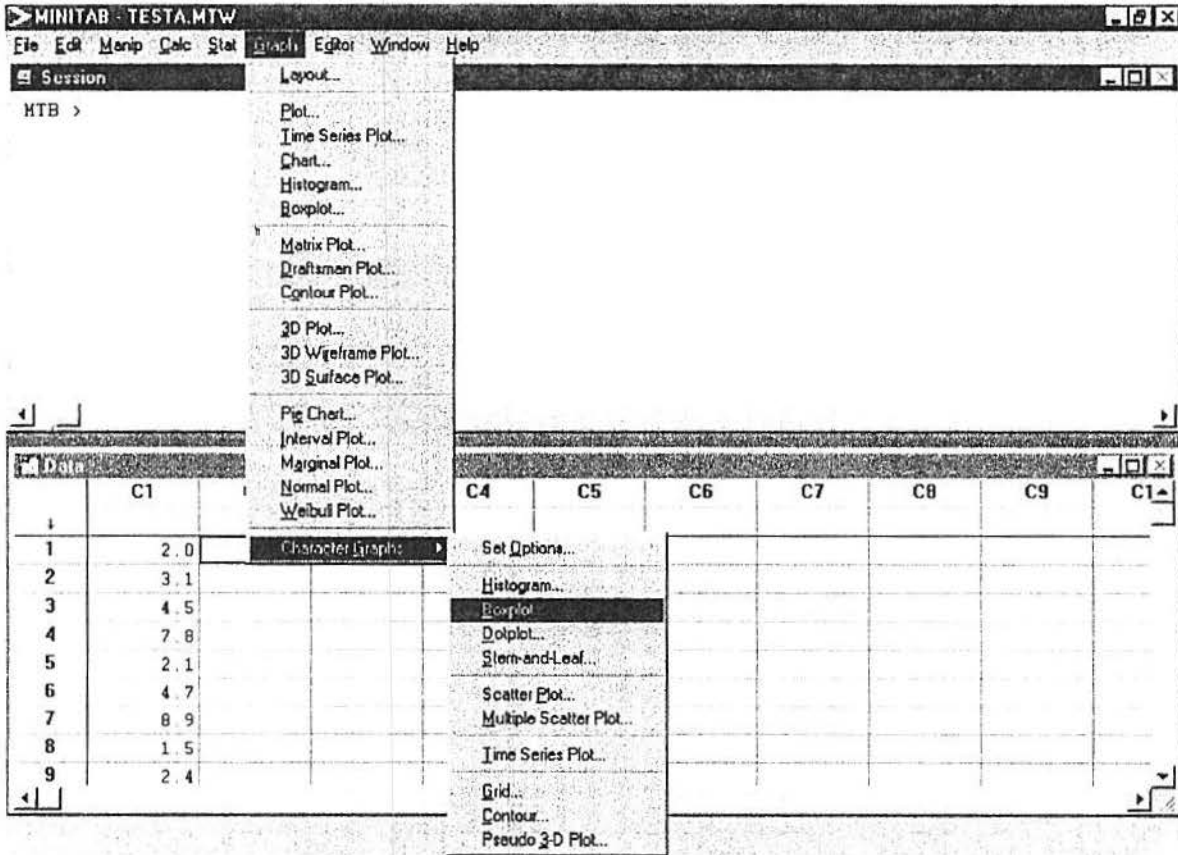 MINITAB - TESTA.MTW
File Edit Manip Calc Stat Graph Editor Window Help
Session
MTB >
Layout...
Plot...
Time Series Plot...
Chart...
Histogram...
Boxplot...
Matrix Plot...
Draftsman Plot...
Contour Plot...
3D Plot...
3D Wireframe Plot...
3D Surface Plot...
Pie Chart...
Interval Plot...
Marginal Plot...
Normal Plot...
Weibull Plot...
Character Graphs
Set Options...
Histogram...
Boxplot...
Dotplot...
Stem-and-Leaf...
Scatter Plot...
Multiple Scatter Plot...
Time Series Plot...
Grid...
Contour...
Pseudo 3-D Plot...
Data
C1 C4 C5 C6 C7 C8 C9 C1
1 2.0
2 3.1
3 4.5
4 7.8
5 2.1
6 4.7
7 8.9
8 1.5
9 2.4